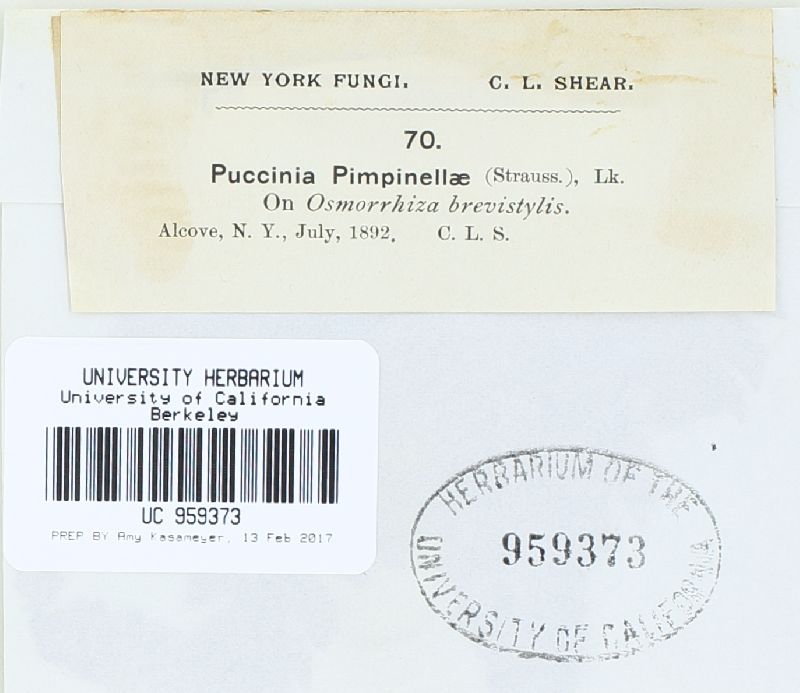 NEW YORK FUNGI. C. L. SHEAR.
70.
Puccinia Pimpinellæ (Strauss.), Lk.
On Osmorrhiza brevistylis.
Alcove, N. Y., July, 1892. C. L. S.
UNIVERSITY HERBARIUM
University of California
Berkeley
UC 959373
PREP BY Amy Kasameyer, 13 Feb 2017
HERBARIUM OF THE
959373
UNIVERSITY OF CALIFORNIA